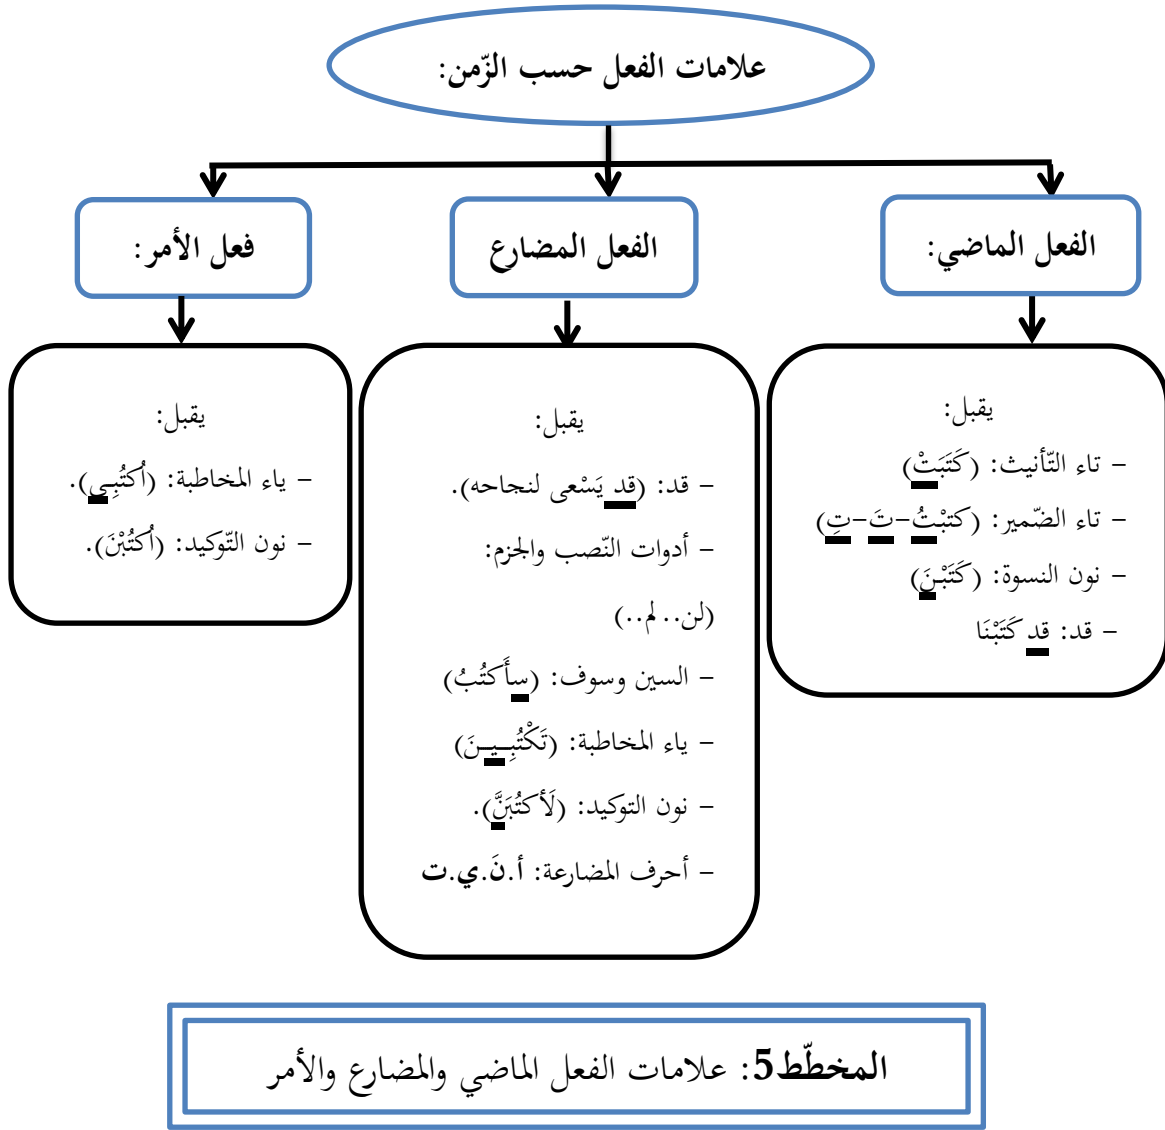 علامات الفعل حسب الزّمن:
الفعل الماضي:
يقبل:
– تاء التّأنيث: (كَتَبَتْ)
– تاء الضّمير: (كتبْتُ–تَ–تِ)
– نون النسوة: (كَتَبْنَ)
– قد: قد كَتَبْنَا
الفعل المضارع
يقبل:
– قد: (قد يَسْعى لنجاحه).
– أدوات النّصب والجزم:
(لن.. لم..)
– السين وسوف: (سأَكتُبُ)
– ياء المخاطبة: (تَكْتُبِـيـنَ)
– نون التوكيد: (لَأكتُبَنَّ).
– أحرف المضارعة: أ.نَ.ي.ت
فعل الأمر:
يقبل:
– ياء المخاطبة: (اُكتُبِـي).
– نون التّوكيد: (اُكتُبْنَ).
المخطّط5: علامات الفعل الماضي والمضارع والأمر